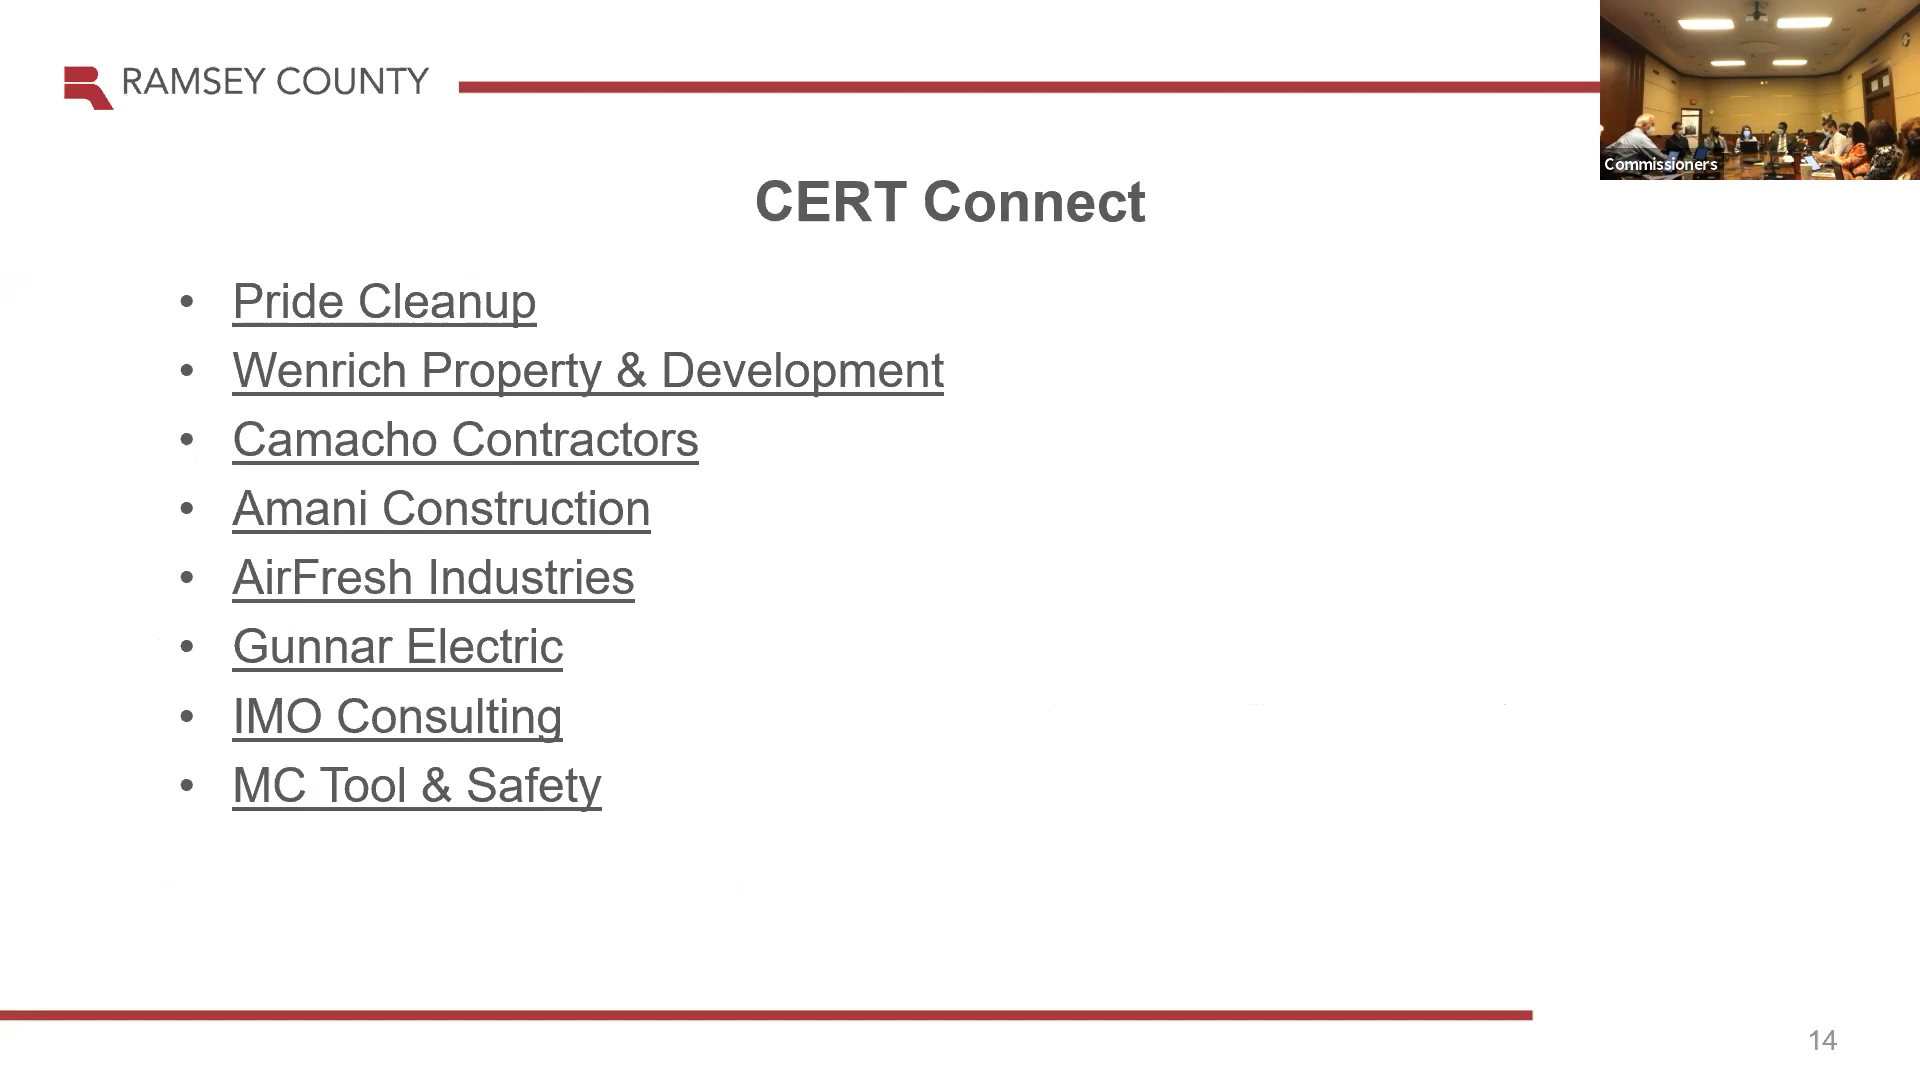 RAMSEY COUNTY
Commissioners
CERT Connect
• Pride Cleanup
• Wenrich Property & Development
• Camacho Contractors
• Amani Construction
• AirFresh Industries
• Gunnar Electric
• IMO Consulting
• MC Tool & Safety
14